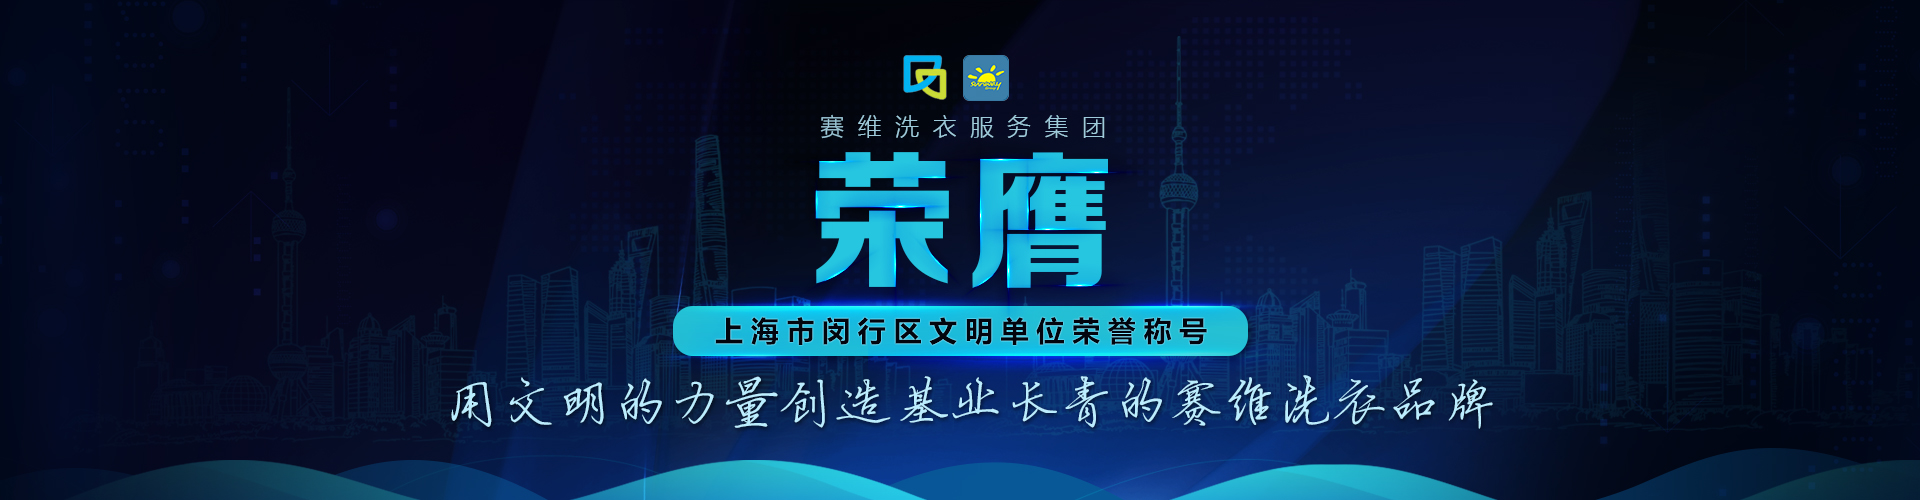 sunway
赛维洗衣服务集团
荣膺
上海市闵行区文明单位荣誉称号
用文明的力量创造基业长青的赛维洗衣品牌